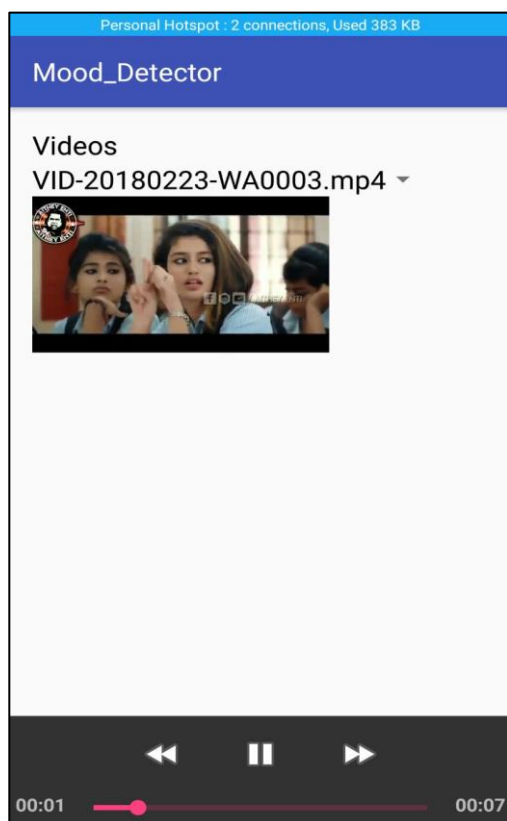 Personal Hotspot : 2 connections, Used 383 KB
Mood_Detector
Videos
VID-20180223-WA0003.mp4
00:01
00:07